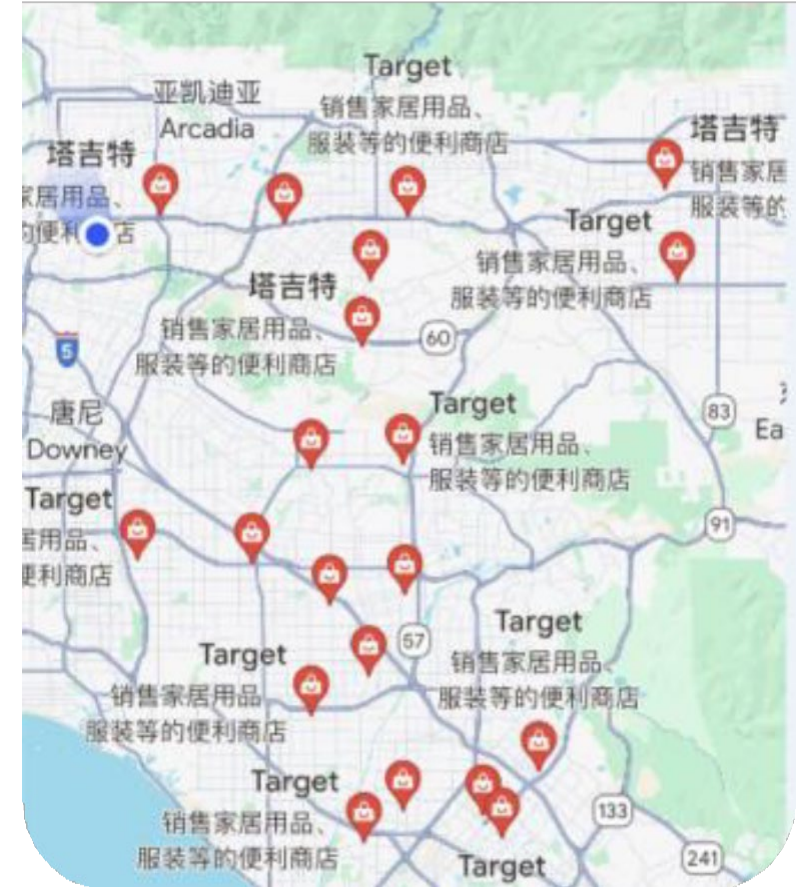 Target
销售家居用品、
服装等的便利商店
亚凯迪亚
Arcadia
塔吉特
家居用品、
的便利商店
塔吉特
销售家居
服装等的
Target
销售家居用品、
服装等的便利商店
塔吉特
销售家居用品、
服装等的便利商店
60
5
唐尼
Downey
Target
销售家居用品、
服装等的便利商店
83
Ea
Target
居用品、
便利商店
91
57
Target
销售家居用品、
服装等的便利商店
Target
销售家居用品
服装等的便利商店
Target
销售家居用品、
服装等的便利商店
133
241
Target